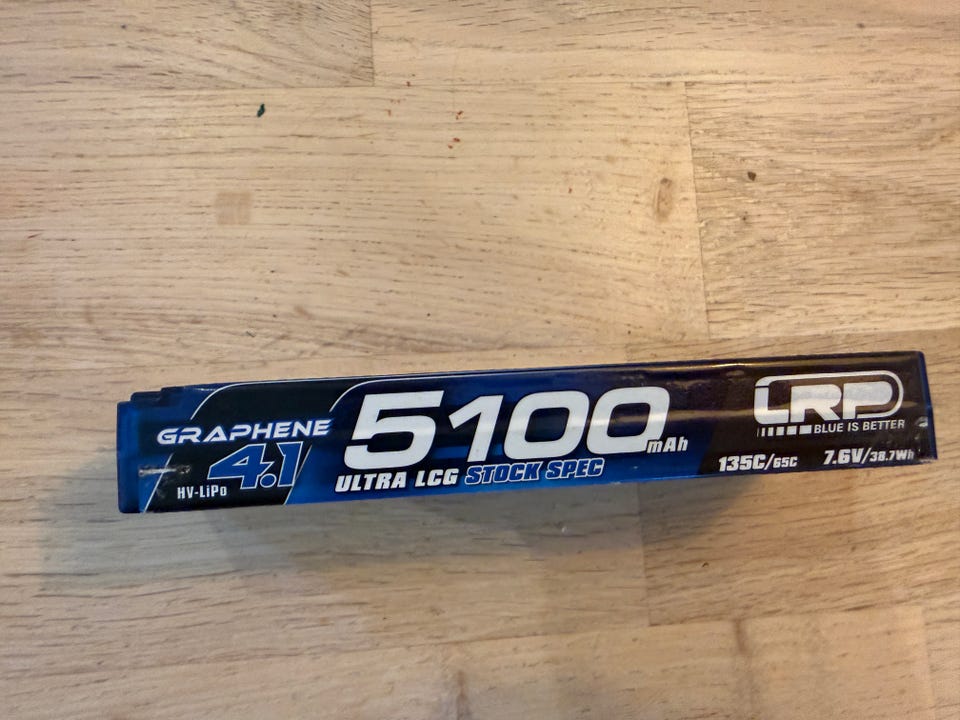 GRAPHENE
4.1
HV-LiPo
5100mAh
ULTRA LCG STOCK SPEC
LRP
BLUE IS BETTER
135C/65C 7.6V/38.7Wh